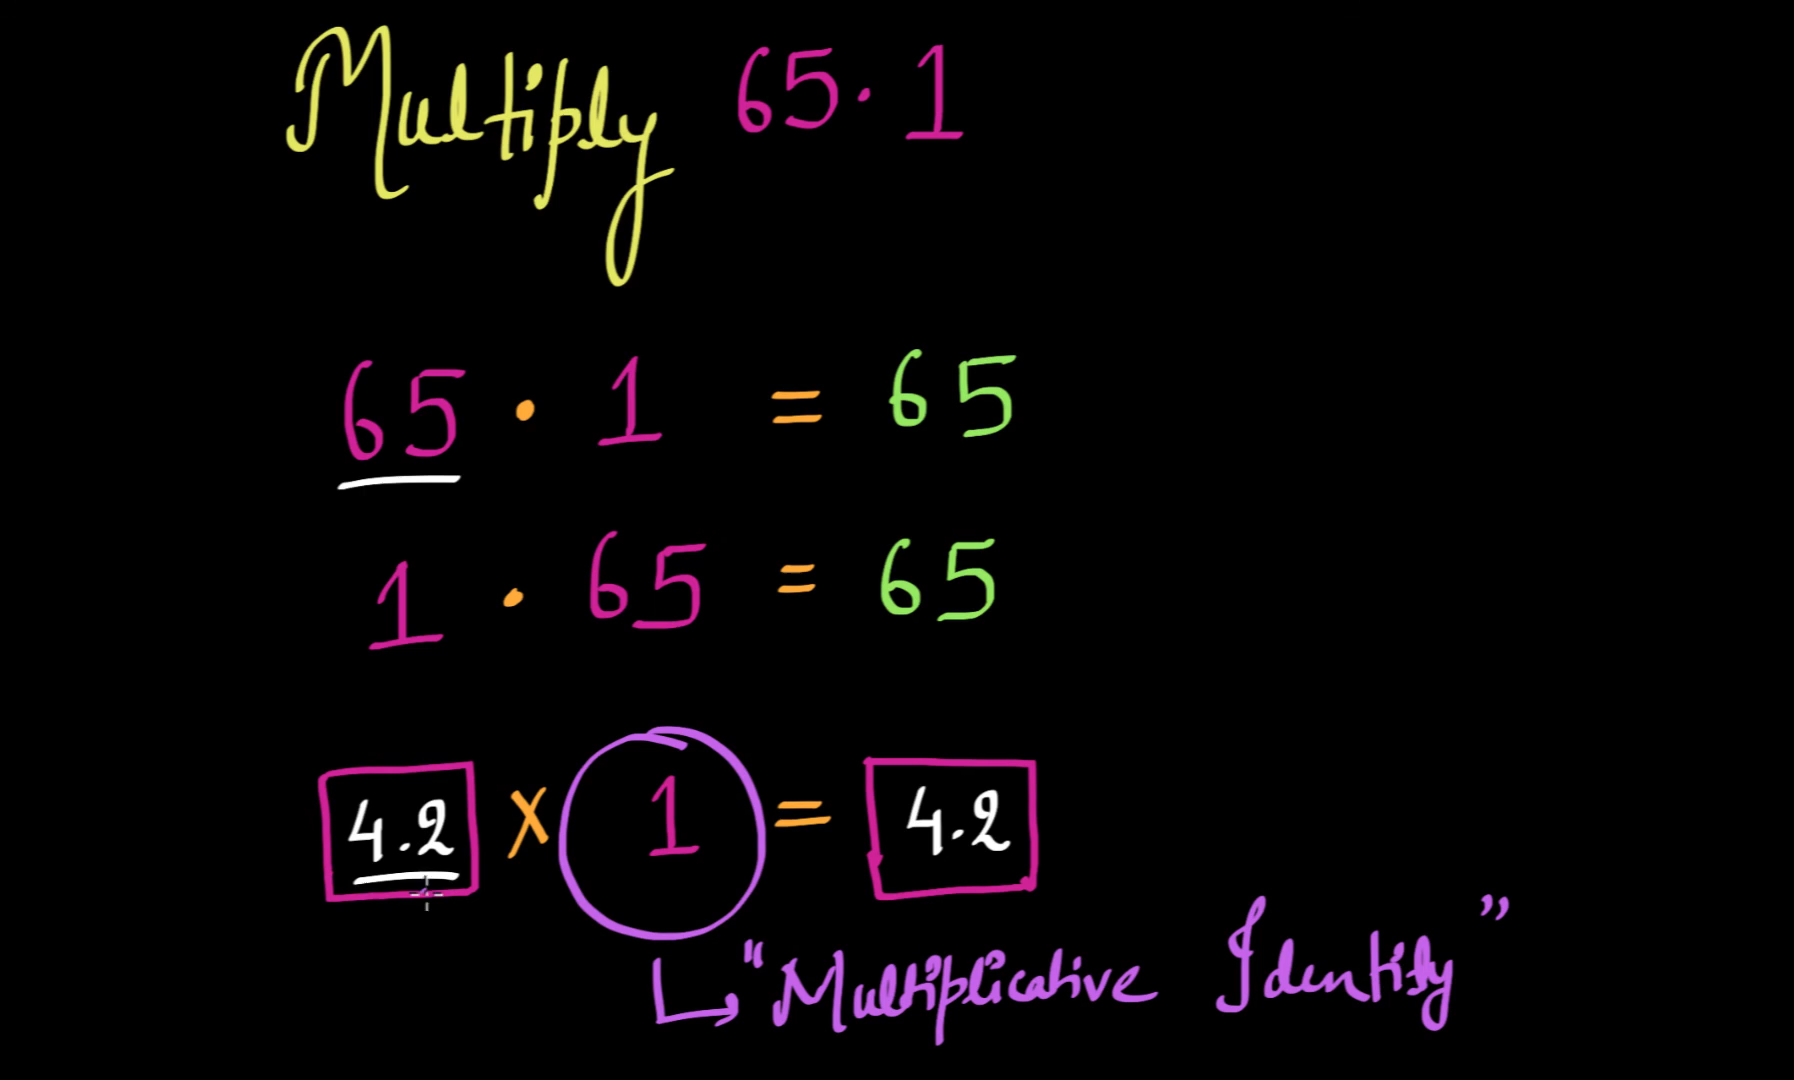 Multiply 65 · 1
65 · 1 = 65
1 · 65 = 65
4.2 × 1 = 4.2
"Multiplicative Identity"